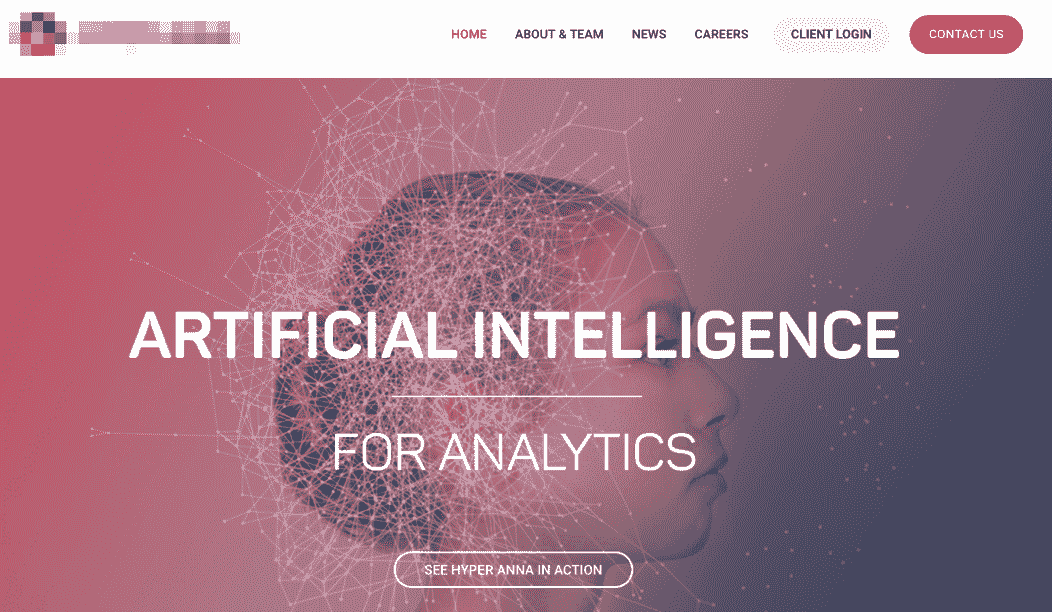 HOME
ABOUT & TEAM
NEWS
CAREERS
CLIENT LOGIN
CONTACT US
ARTIFICIAL INTELLIGENCE
FOR ANALYTICS
SEE HYPER ANNA IN ACTION